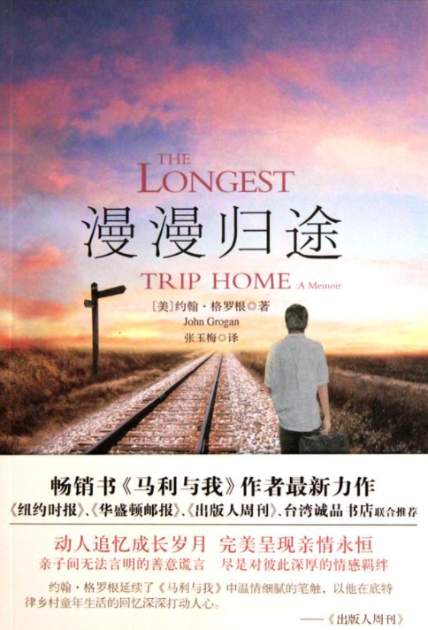 THE
LONGEST
漫漫归途
TRIP HOME :A Memoir
[美]约翰·格罗根◎著
John Grogan
张玉梅◎译
畅销书《马利与我》作者最新力作
《纽约时报》、《华盛顿邮报》、《出版人周刊》、台湾诚品书店联合推荐
动人追忆成长岁月 完美呈现亲情永恒
亲子间无法言明的善意谎言 尽是对彼此深厚的情感羁绊
约翰·格罗根延续了《马利与我》中温情细腻的笔触，以他在底特
律乡村童年生活的回忆深深打动人心。
——《出版人周刊》